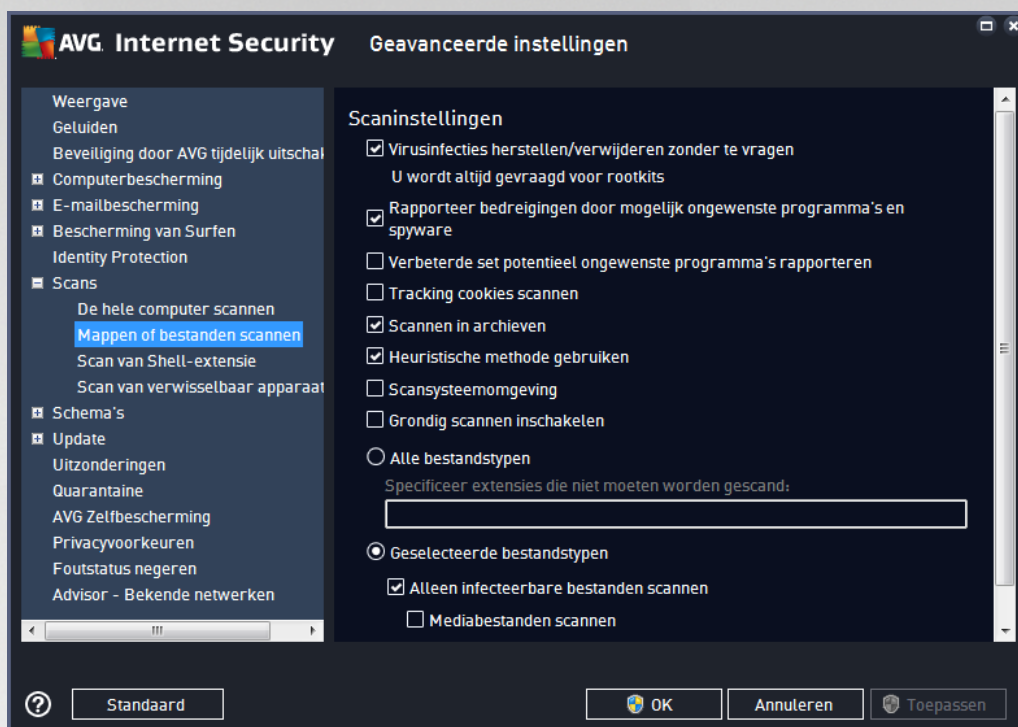 AVG. Internet Security
Geavanceerde instellingen
Weergave
Geluiden
Beveiliging door AVG tijdelijk uitschak
Computerbescherming
E-mailbescherming
Bescherming van Surfen
Identity Protection
Scans
De hele computer scannen
Mappen of bestanden scannen
Scan van Shell-extensie
Scan van verwisselbaar apparaat
Schema's
Update
Uitzonderingen
Quarantaine
AVG Zelfbescherming
Privacyvoorkeuren
Foutstatus negeren
Advisor - Bekende netwerken
Scaninstellingen
Virusinfecties herstellen/verwijderen zonder te vragen
U wordt altijd gevraagd voor rootkits
Rapporteer bedreigingen door mogelijk ongewenste programma's en
spyware
Verbeterde set potentieel ongewenste programma's rapporteren
Tracking cookies scannen
Scannen in archieven
Heuristische methode gebruiken
Scansysteemomgeving
Grondig scannen inschakelen
Alle bestandstypen
Specificeer extensies die niet moeten worden gescand:
Geselecteerde bestandstypen
Alleen infecteerbare bestanden scannen
Mediabestanden scannen
Standaard
OK
Annuleren
Toepassen